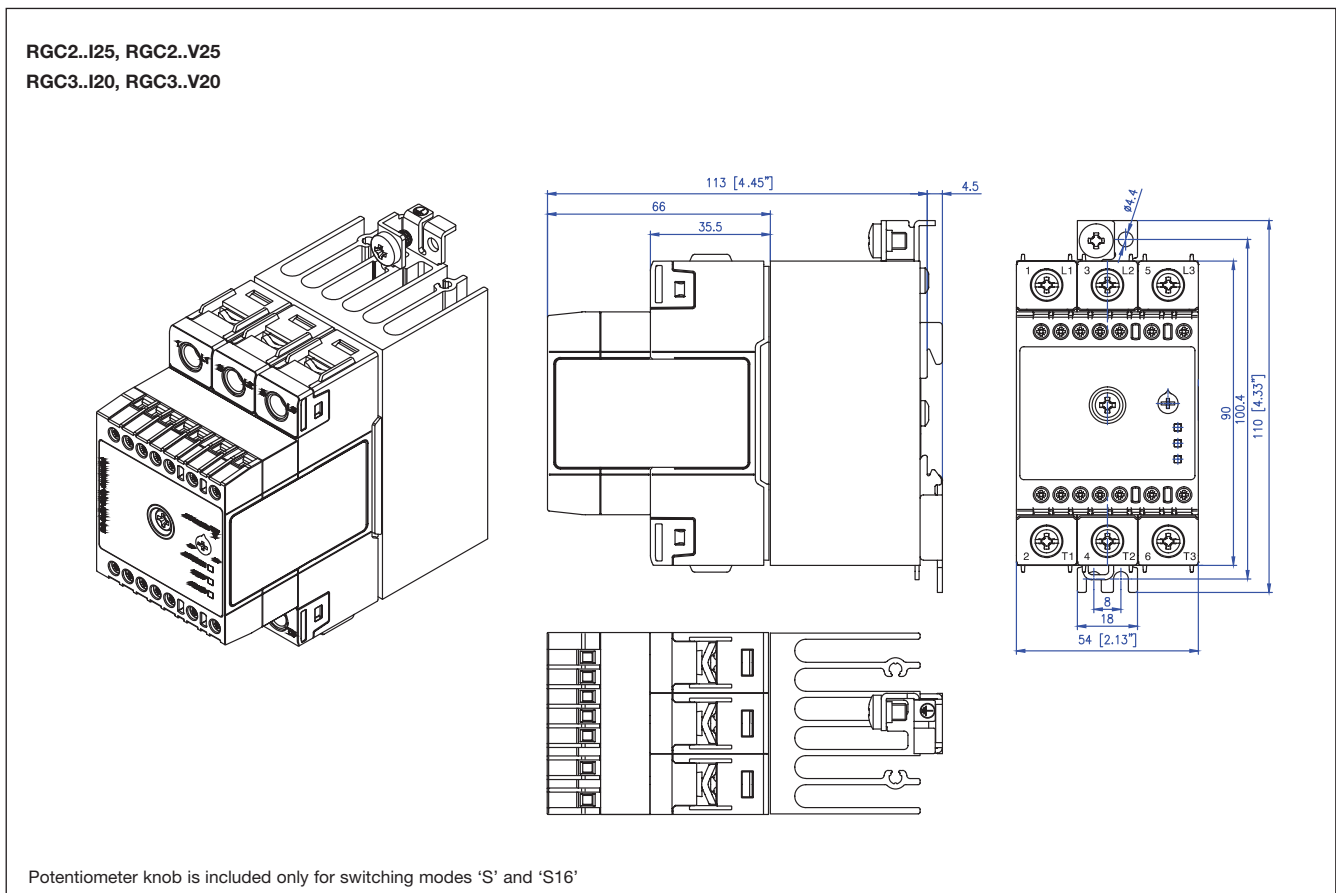 RGC2..I25, RGC2..V25
RGC3..I20, RGC3..V20
113 [4.45"]
4.5
66
35.5
ø4.4
1
L1
3
L2
5
L3
90
100.4
110 [4.33"]
2
T1
4
T2
6
T3
8
18
54 [2.13"]
Potentiometer knob is included only for switching modes ‘S’ and ‘S16’